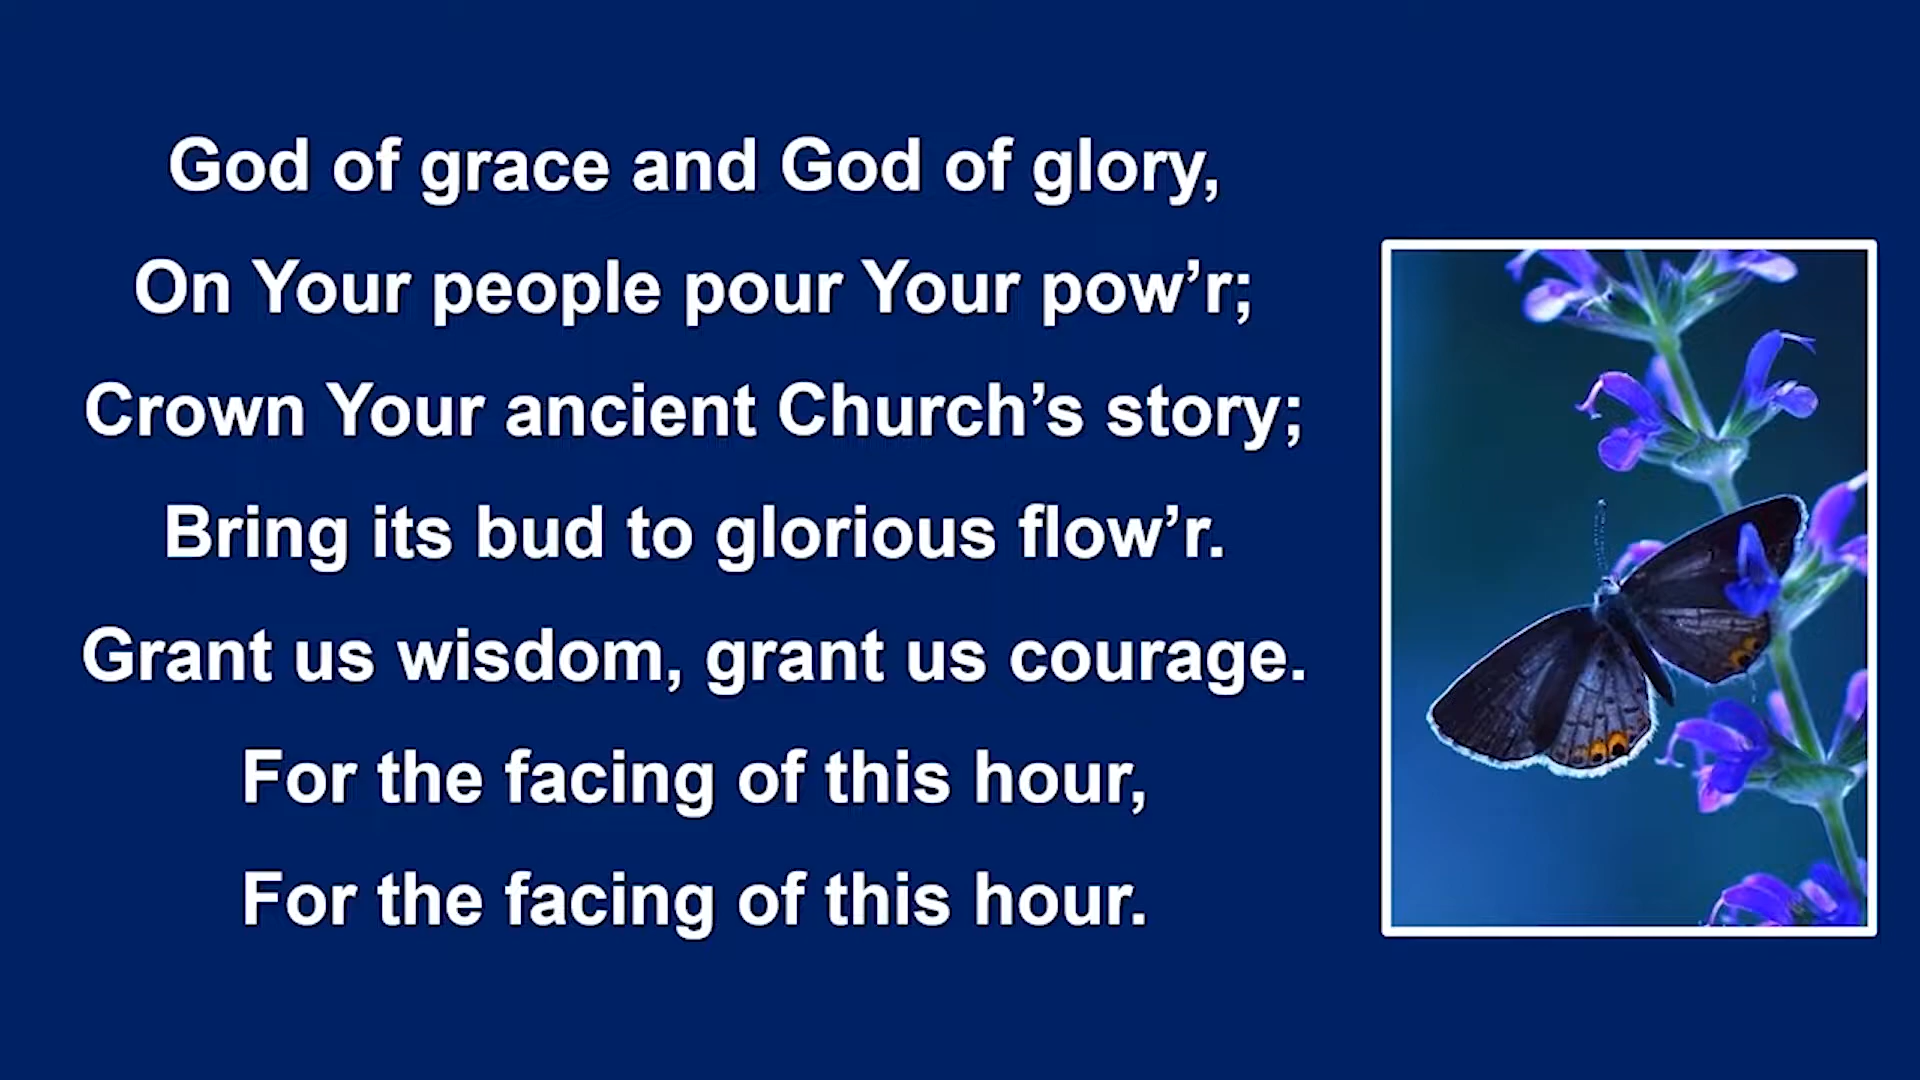 God of grace and God of glory,
On Your people pour Your pow’r;
Crown Your ancient Church’s story;
Bring its bud to glorious flow’r.
Grant us wisdom, grant us courage.
For the facing of this hour,
For the facing of this hour.